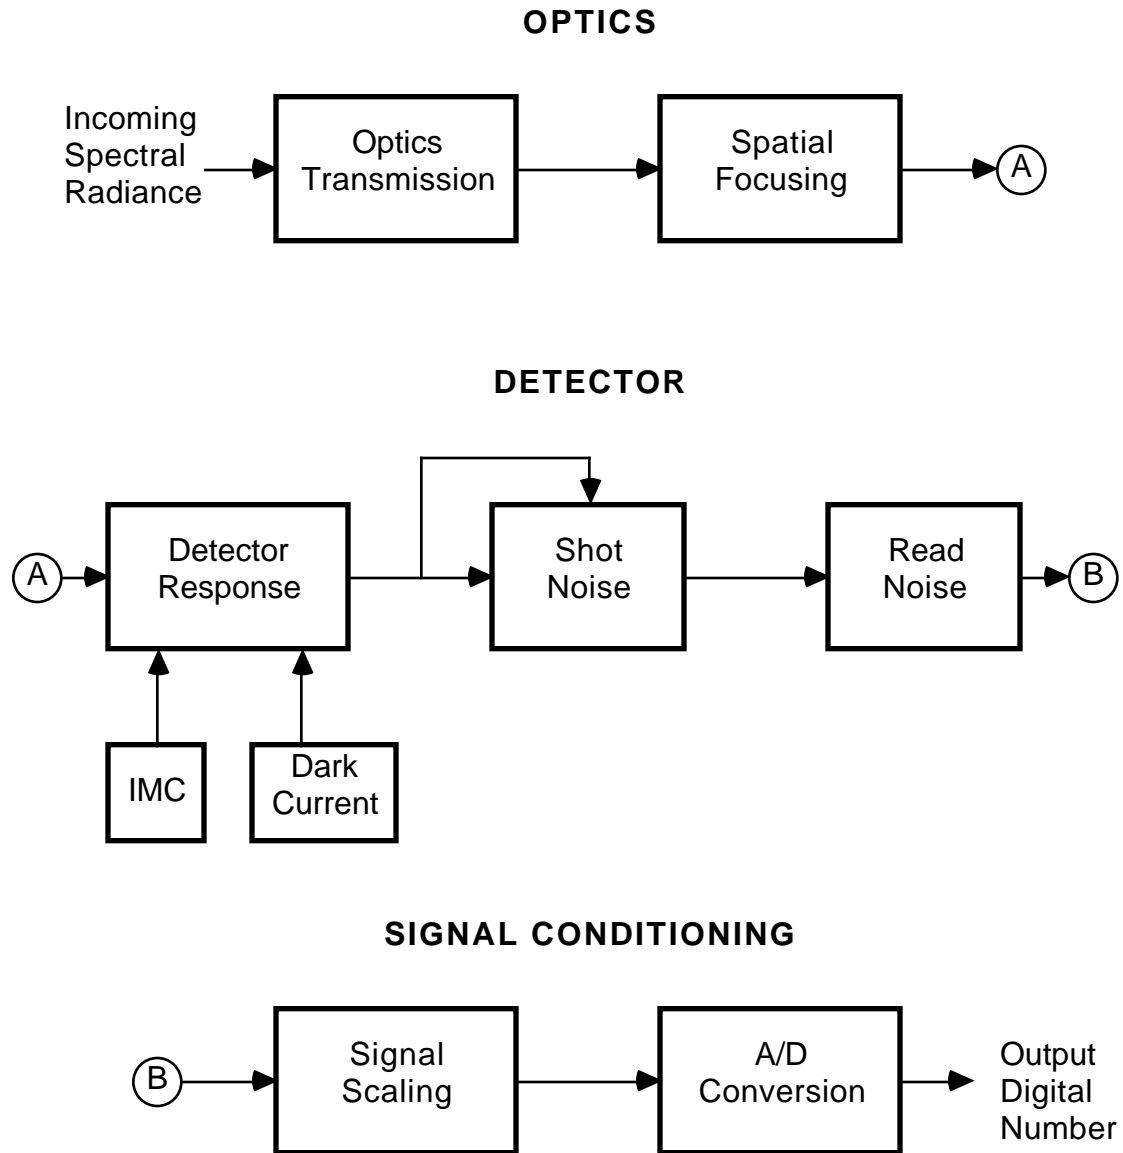 OPTICS
Incoming
Spectral
Radiance
Optics
Transmission
Spatial
Focusing
A
DETECTOR
A
Detector
Response
Shot
Noise
Read
Noise
B
IMC
Dark
Current
SIGNAL CONDITIONING
B
Signal
Scaling
A/D
Conversion
Output
Digital
Number